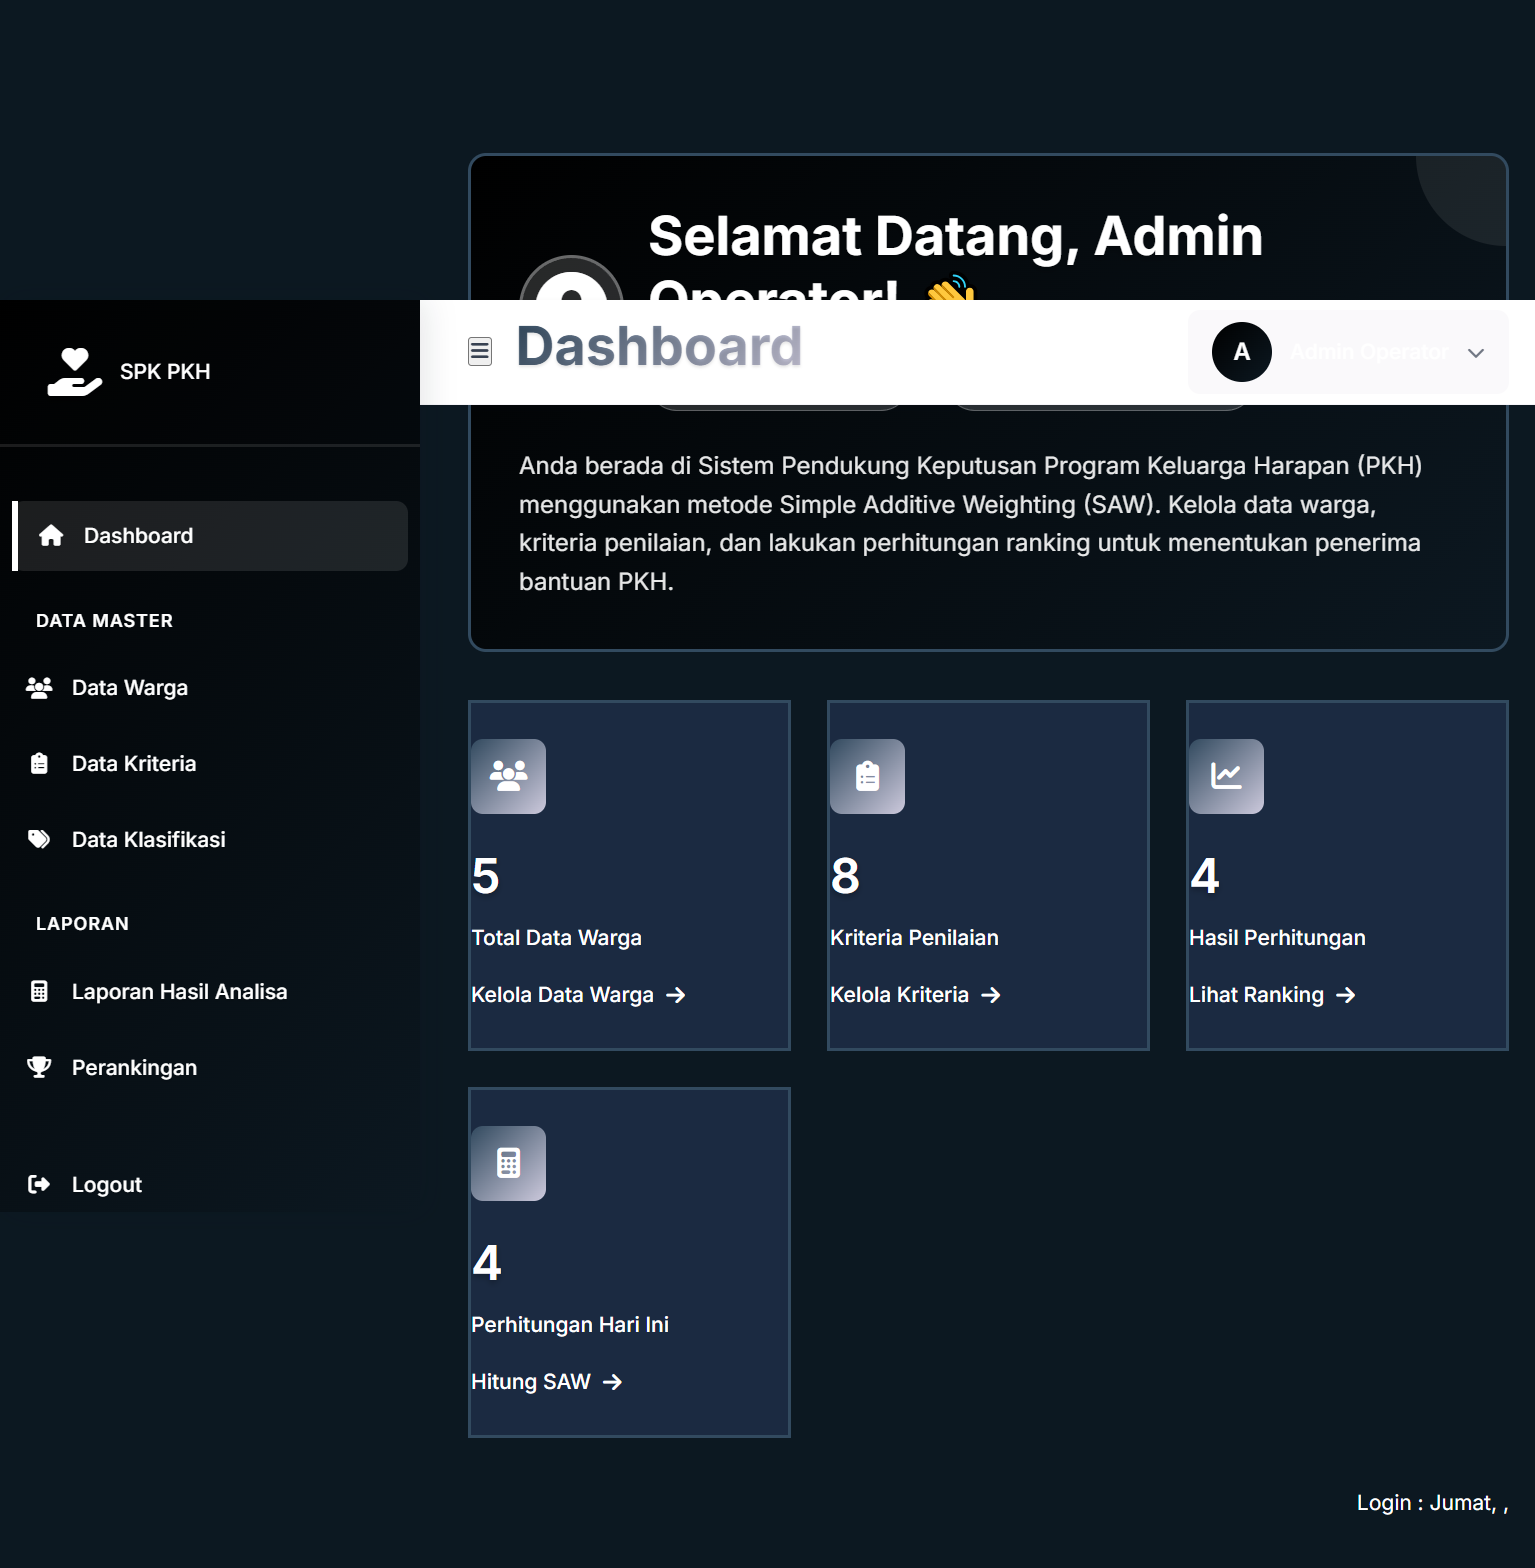 Selamat Datang, Admin
Operator! 👋
SPK PKH
Dashboard
A
Admin Operator
Dashboard
DATA MASTER
Data Warga
Data Kriteria
Data Klasifikasi
LAPORAN
Laporan Hasil Analisa
Perankingan
Logout
Anda berada di Sistem Pendukung Keputusan Program Keluarga Harapan (PKH)
menggunakan metode Simple Additive Weighting (SAW). Kelola data warga,
kriteria penilaian, dan lakukan perhitungan ranking untuk menentukan penerima
bantuan PKH.
5
Total Data Warga
Kelola Data Warga →
8
Kriteria Penilaian
Kelola Kriteria →
4
Hasil Perhitungan
Lihat Ranking →
4
Perhitungan Hari Ini
Hitung SAW →
Login : Jumat, ,